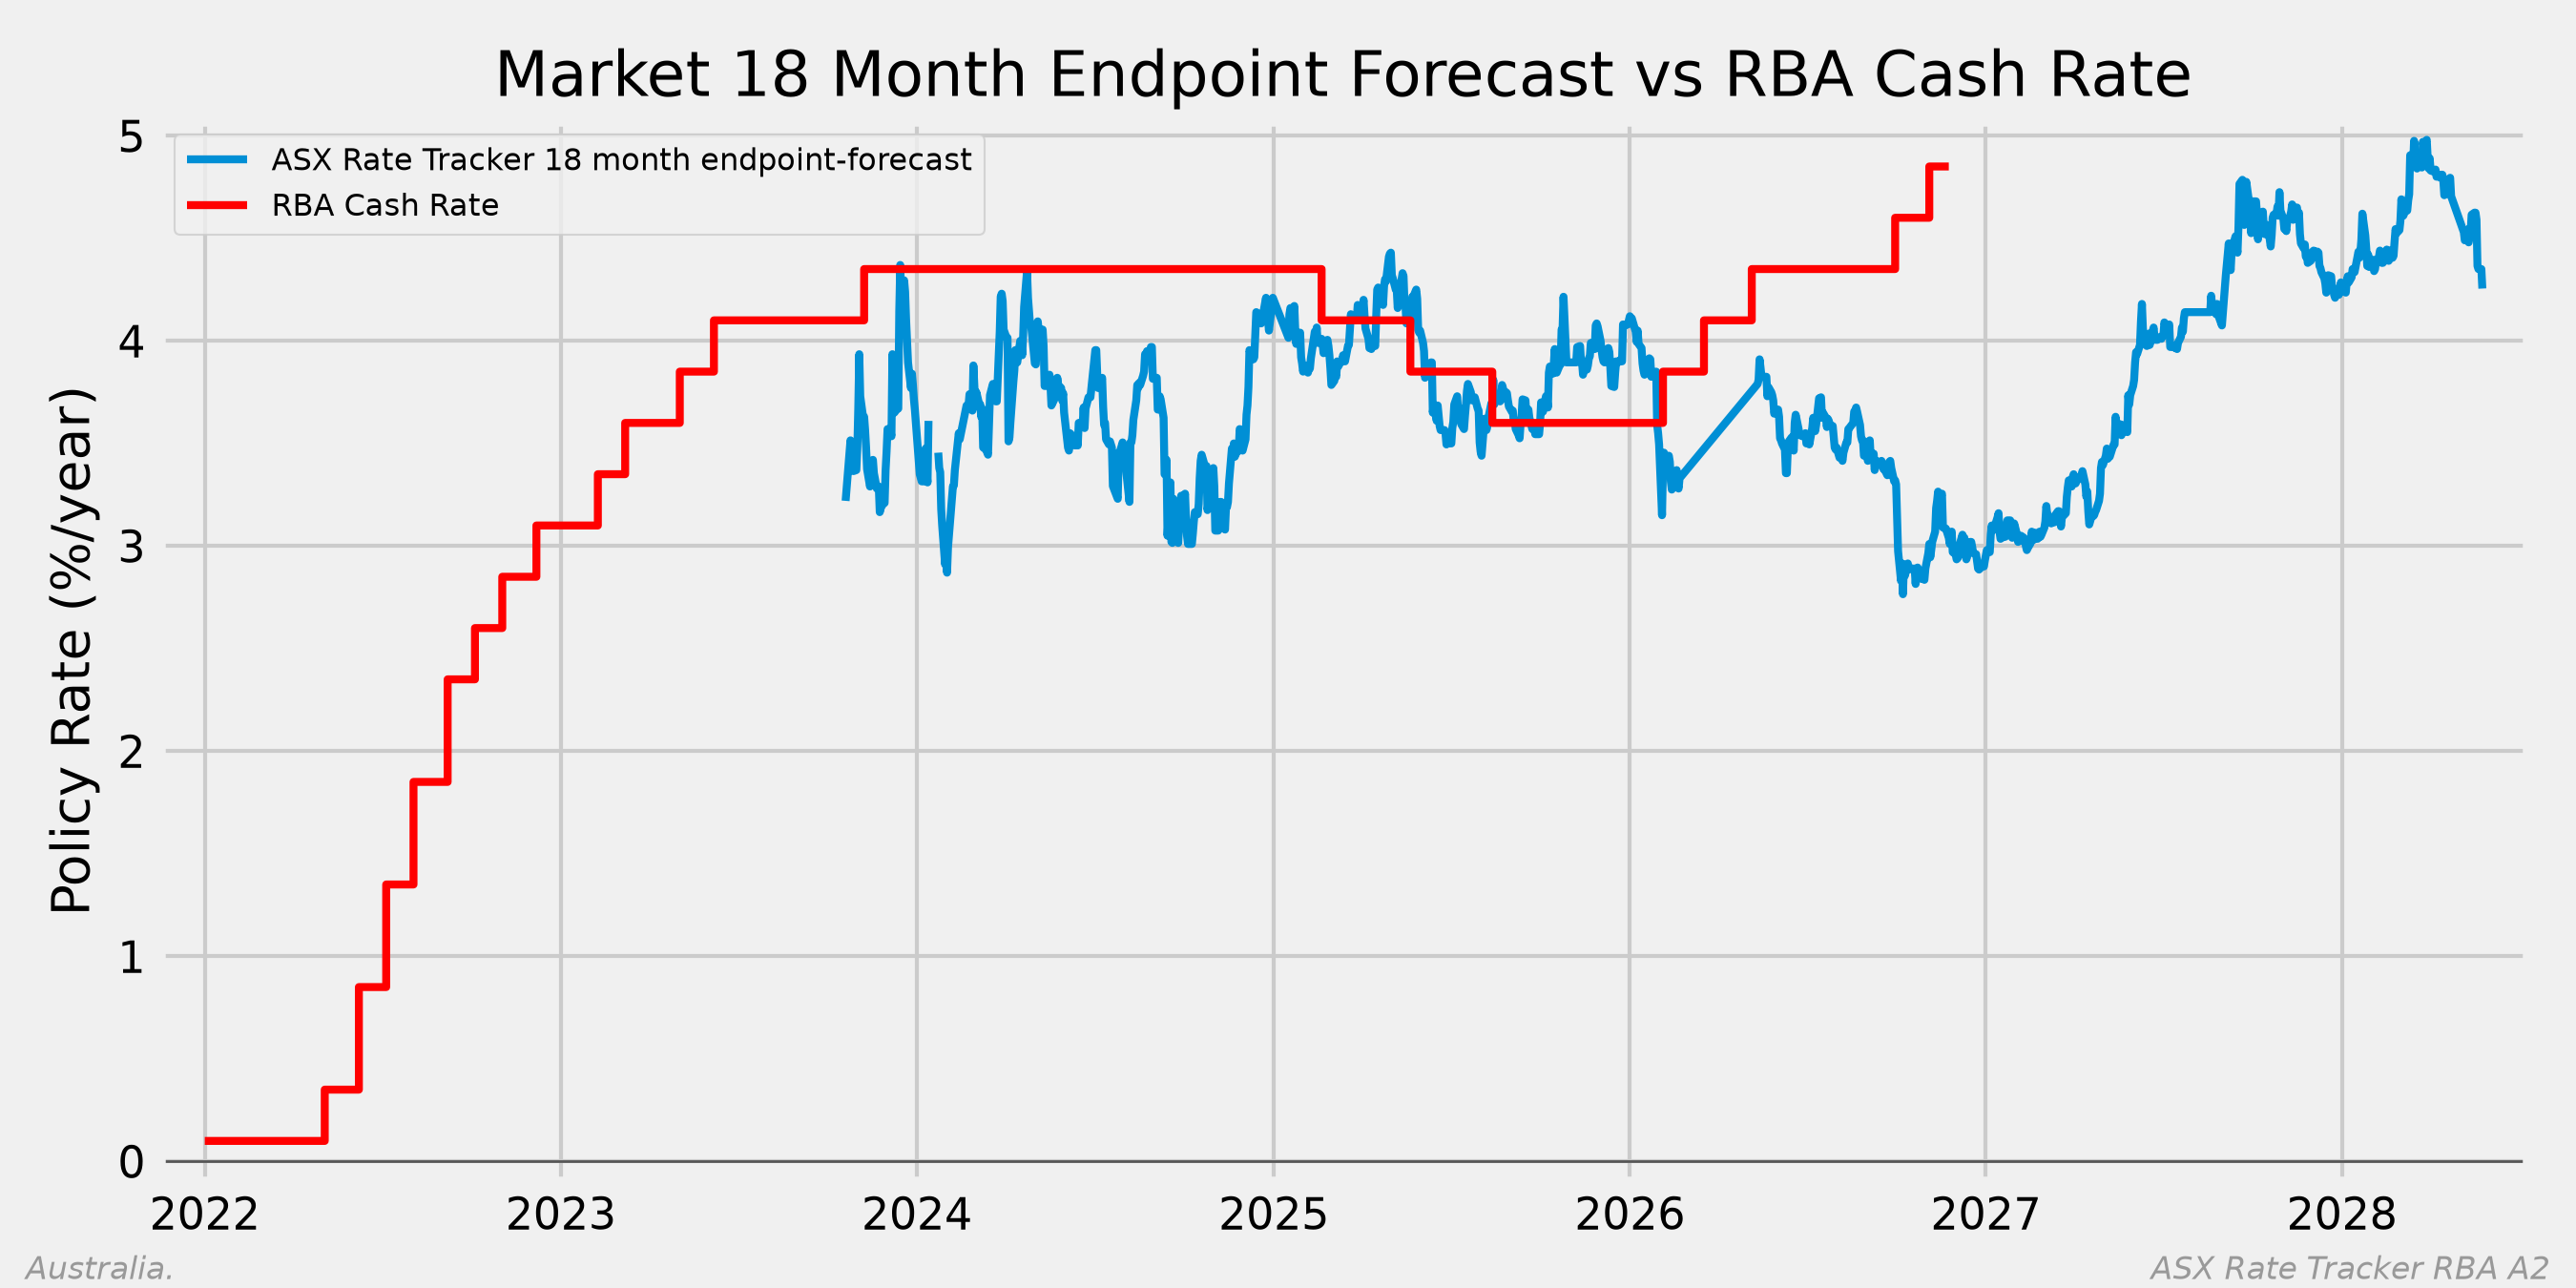 Market 18 Month Endpoint Forecast vs RBA Cash Rate
ASX Rate Tracker 18 month endpoint-forecast
RBA Cash Rate
Policy Rate (%/year)
5
4
3
2
1
0
2022 2023 2024 2025 2026 2027 2028
Australia.
ASX Rate Tracker RBA A2